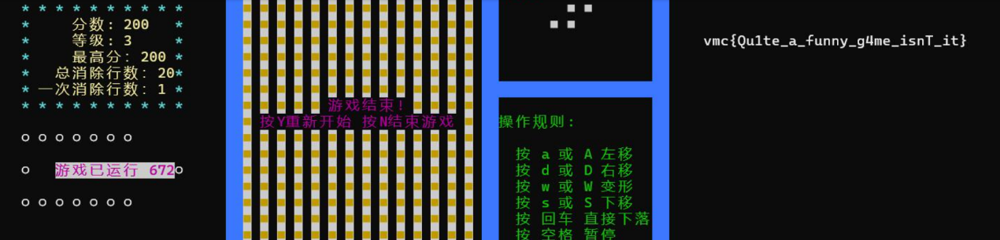 分数: 200
等级: 3
最高分: 200
总消除行数: 20
一次消除行数: 1
游戏已运行 672
游戏结束!
按Y重新开始 按N结束游戏
操作规则:
按 a 或 A 左移
按 d 或 D 右移
按 w 或 W 变形
按 s 或 S 下移
按 回车 直接下落
按 空格 暂停
vmc{Qu1te_a_funny_g4me_isnT_it}